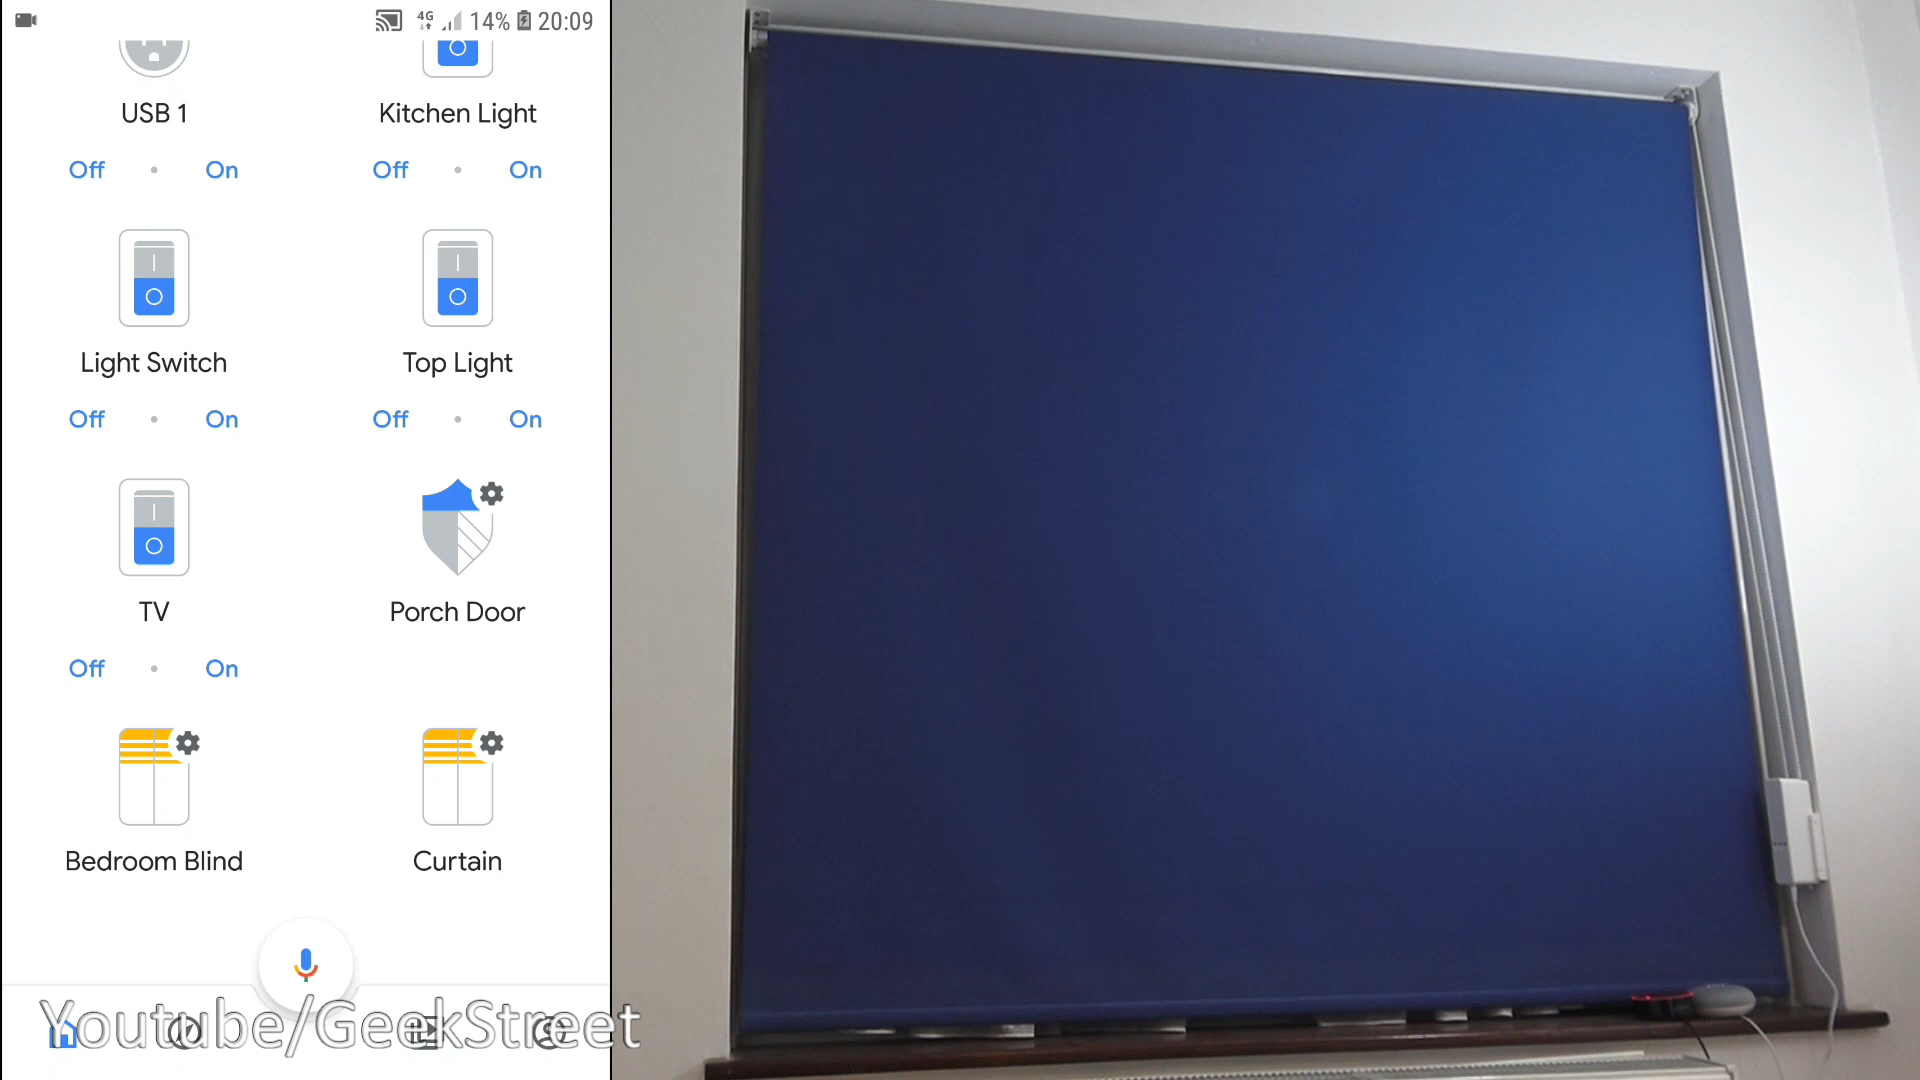 4G 14% 20:09
USB 1 Kitchen Light
Off On Off On
Light Switch Top Light
Off On Off On
TV Porch Door
Off On
Bedroom Blind Curtain
Youtube/GeekStreet